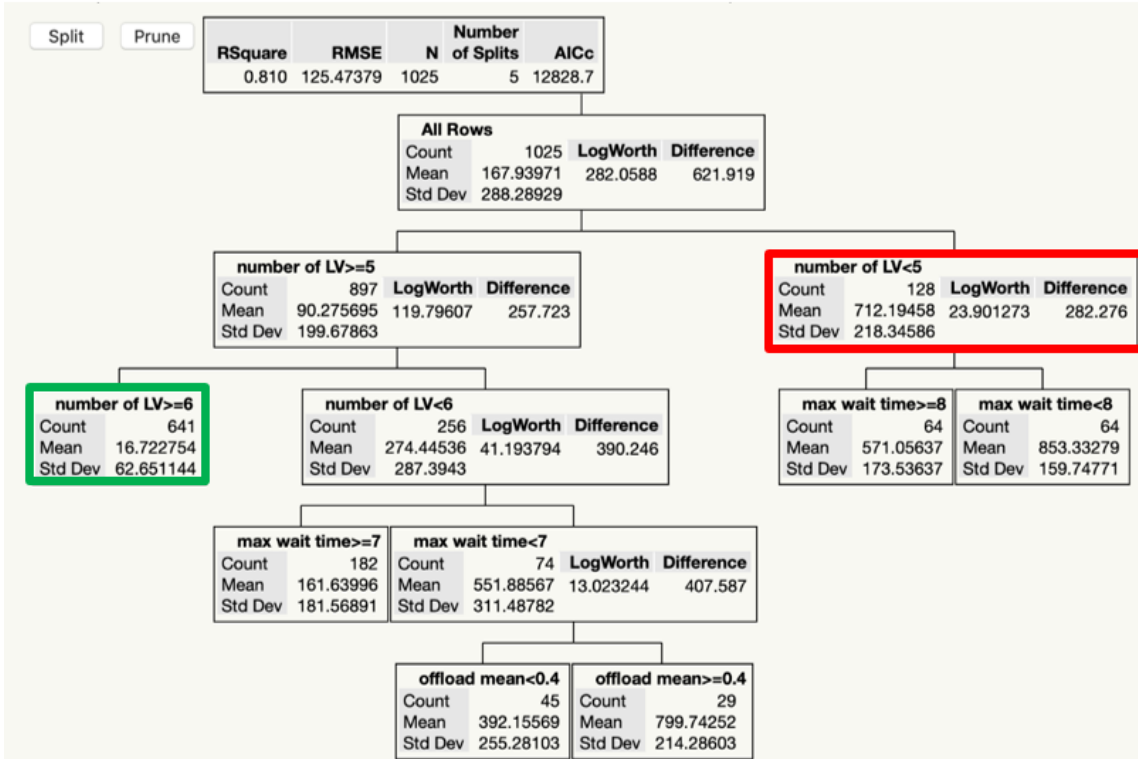 Split
Prune
RSquare RMSE N Number of Splits AICc
0.810 125.47379 1025 5 12828.7
All Rows
Count 1025 LogWorth Difference
Mean 167.93971 282.0588 621.919
Std Dev 288.28929
number of LV>=5
Count 897 LogWorth Difference
Mean 90.275695 119.79607 257.723
Std Dev 199.67863
number of LV<5
Count 128 LogWorth Difference
Mean 712.19458 23.901273 282.276
Std Dev 218.34586
number of LV>=6
Count 641
Mean 16.722754
Std Dev 62.651144
number of LV<6
Count 256 LogWorth Difference
Mean 274.44536 41.193794 390.246
Std Dev 287.3943
max wait time>=8
Count 64
Mean 571.05637
Std Dev 173.53637
max wait time<8
Count 64
Mean 853.33279
Std Dev 159.74771
max wait time>=7
Count 182
Mean 161.63996
Std Dev 181.56891
max wait time<7
Count 74 LogWorth Difference
Mean 551.88567 13.023244 407.587
Std Dev 311.48782
offload mean<0.4
Count 45
Mean 392.15569
Std Dev 255.28103
offload mean>=0.4
Count 29
Mean 799.74252
Std Dev 214.28603